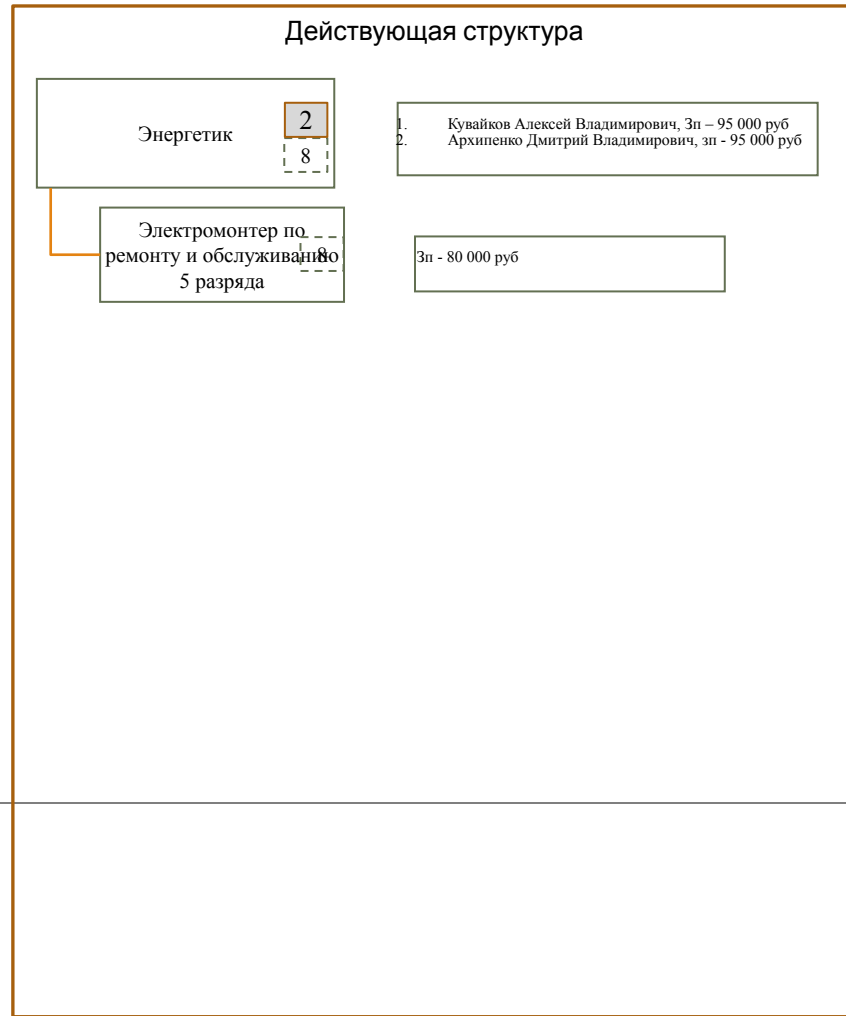 Действующая структура
Энергетик
2
8
1. Кувайков Алексей Владимирович, Зп – 95 000 руб
2. Архипенко Дмитрий Владимирович, зп - 95 000 руб
Электромонтер по
ремонту и обслуживанию
5 разряда
8
Зп - 80 000 руб